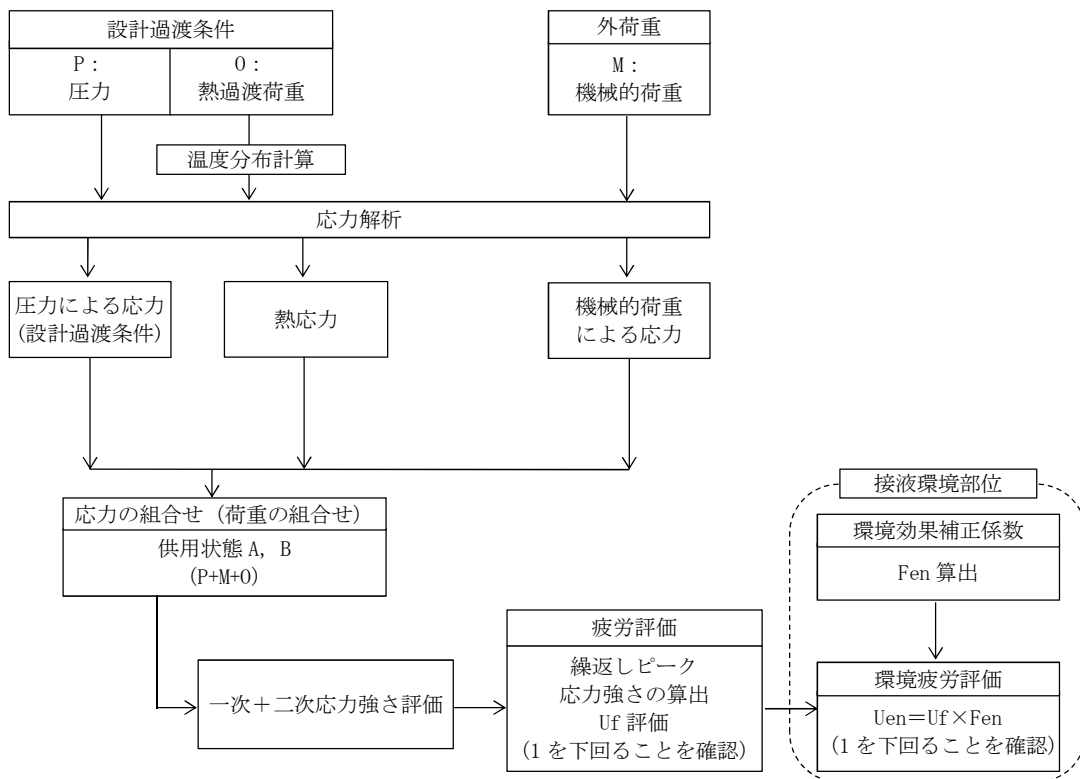 設計過渡条件
P：
圧力
O：
熱過渡荷重
外荷重
M：
機械的荷重
温度分布計算
応力解析
圧力による応力
(設計過渡条件)
熱応力
機械的荷重
による応力
応力の組合せ（荷重の組合せ）
供用状態 A, B
(P+M+O)
一次＋二次応力強さ評価
疲労評価
繰返しピーク
応力強さの算出
Uf 評価
（1 を下回ることを確認）
接液環境部位
環境効果補正係数
Fen 算出
環境疲労評価
Uen＝Uf×Fen
（1 を下回ることを確認）